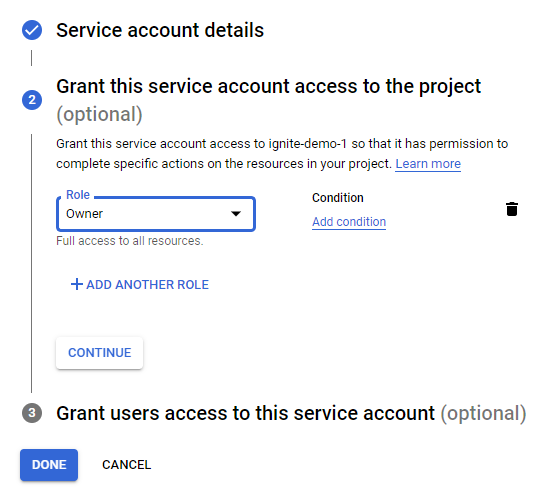 Service account details
2
Grant this service account access to the project
(optional)
Grant this service account access to ignite-demo-1 so that it has permission to
complete specific actions on the resources in your project. Learn more
Role
Owner
Condition
Add condition
Full access to all resources.
+ ADD ANOTHER ROLE
CONTINUE
3
Grant users access to this service account (optional)
DONE
CANCEL